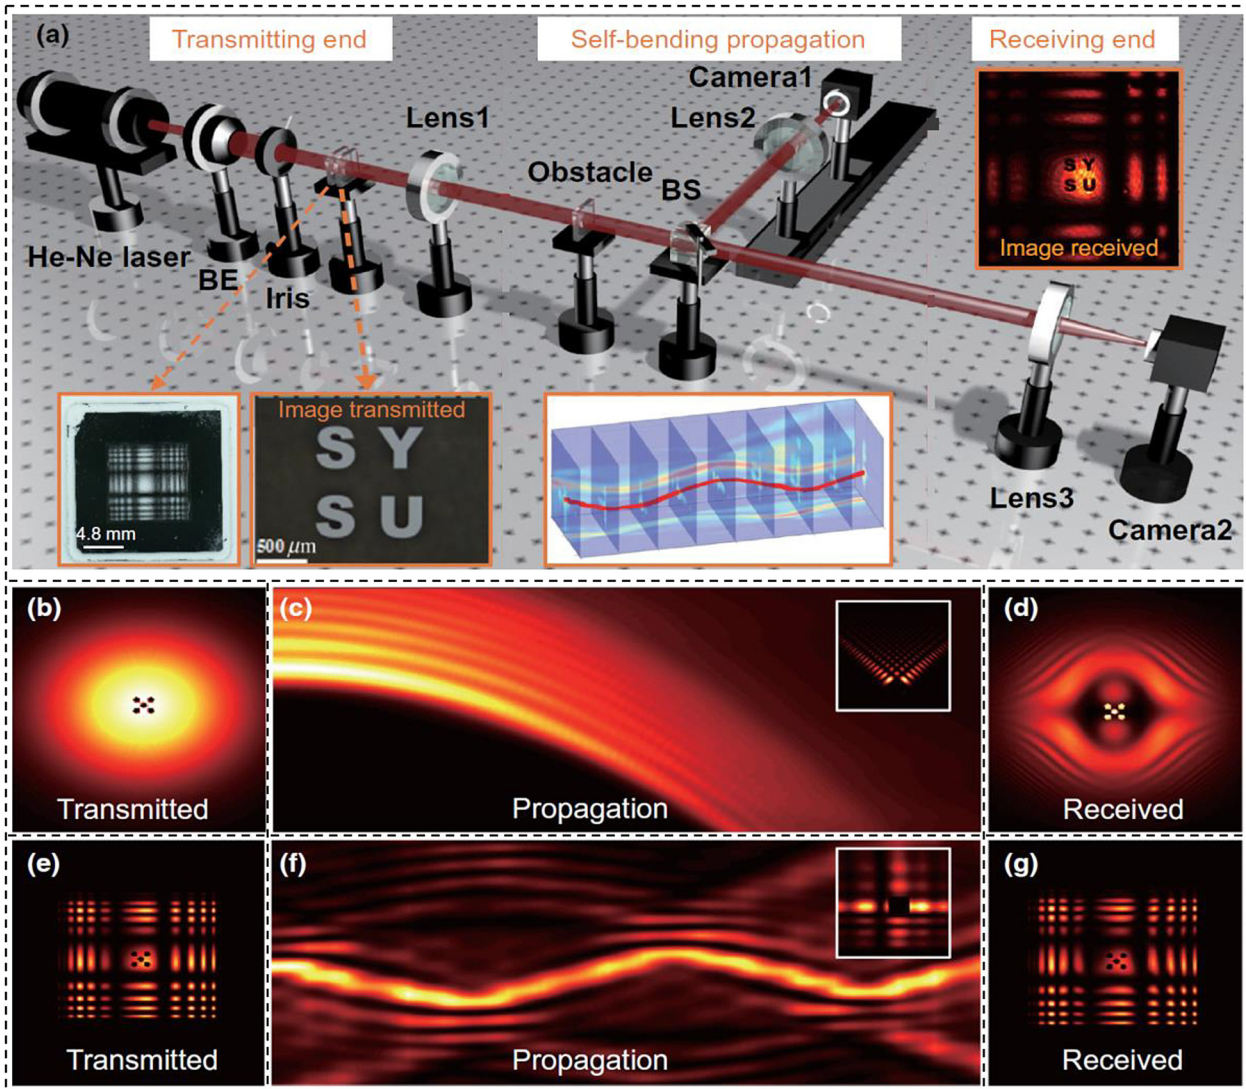 (a)
Transmitting end
Self-bending propagation
Receiving end
Camera1
Lens2
Lens1
Obstacle
BS
He-Ne laser
BE
Iris
Image received
S Y
S U
Image transmitted
S Y
S U
4.8 mm
500 μm
Lens3
Camera2
(b)
Transmitted
(c)
Propagation
(d)
Received
(e)
Transmitted
(f)
Propagation
(g)
Received